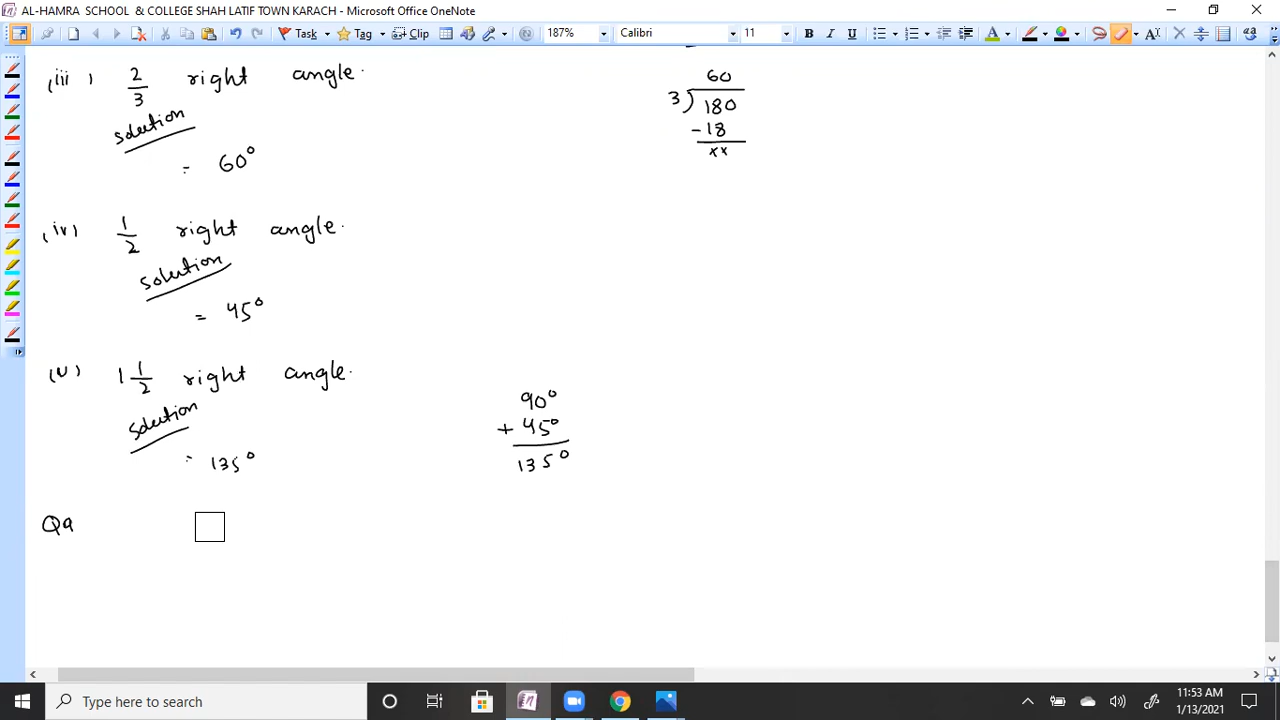 AL-HAMRA SCHOOL & COLLEGE SHAH LATIF TOWN KARACH - Microsoft Office OneNote
Task Tag Clip 187% Calibri 11 B I U
(iii) 2/3 right angle.
solution
= 60°
60
3) 180
-18
xx
(iv) 1/2 right angle.
solution
= 45°
(v) 1 1/2 right angle.
solution
= 135°
90°
+ 45°
135°
Q9
Type here to search
11:53 AM
1/13/2021